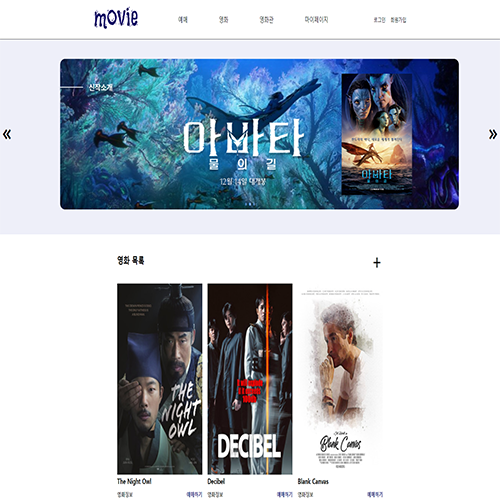 movie
예매 영화 영화관 마이페이지 로그인 회원가입
신작소개
아바타
물의 길
12월 14일 대개봉
아바타
물의 길
영화 목록
THE
NIGHT
OWL
DECIBEL
Blank Canvas
The Night Owl
영화정보 예매하기
Decibel
영화정보 예매하기
Blank Canvas
영화정보 예매하기